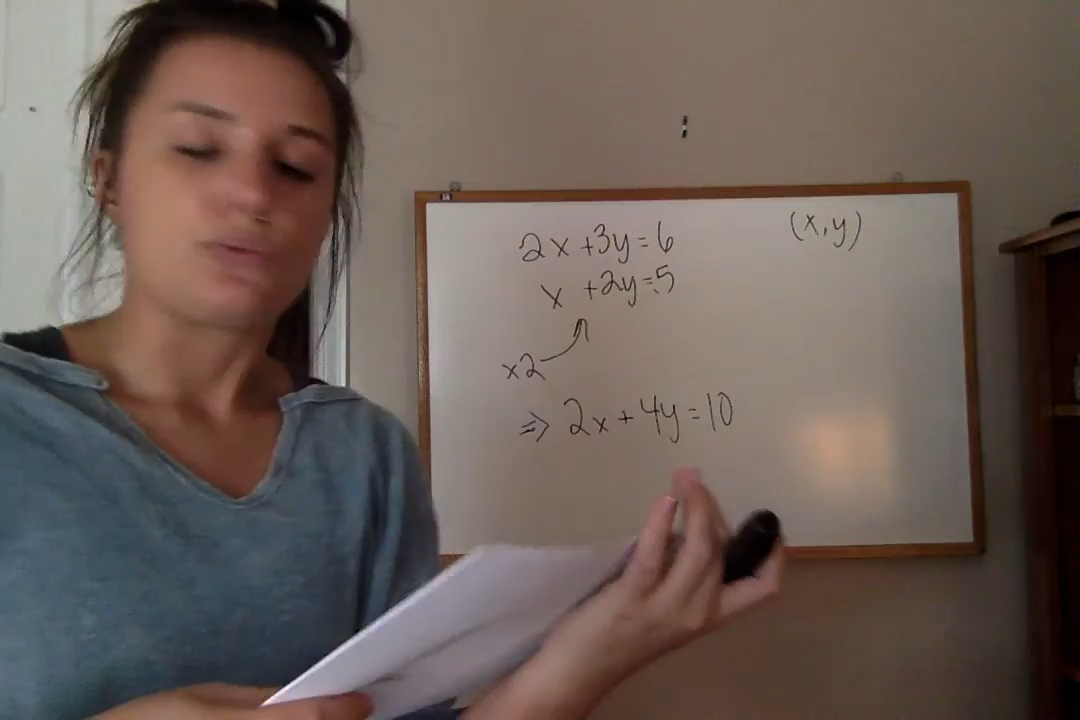 2x+3y=6
(x,y)
x+2y=5
x2
⇒ 2x+4y=10